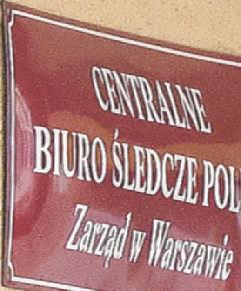 CENTRALNE
BIURO ŚLEDCZE POL
Zarząd w Warszawie